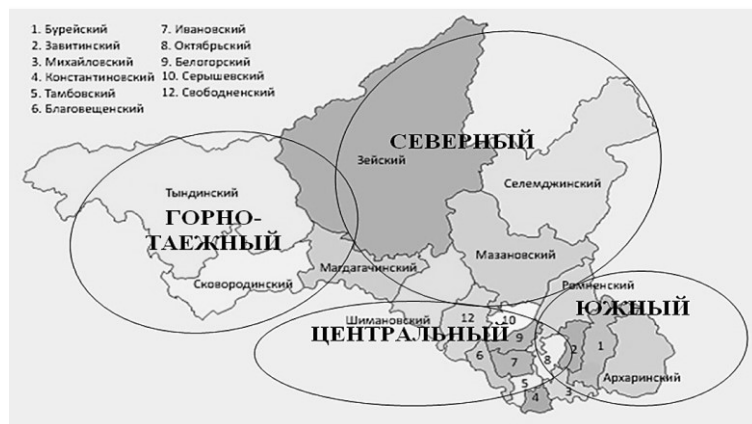 1. Бурейский
2. Завитинский
3. Михайловский
4. Константиновский
5. Тамбовский
6. Благовещенский
7. Ивановский
8. Октябрьский
9. Белогорский
10. Серышевский
12. Свободненский
СЕВЕРНЫЙ
Зейский
Селемджинский
Тындинский
ГОРНО-
ТАЕЖНЫЙ
Мазановский
Магдагачинский
Сковородинский
Ромненский
ЮЖНЫЙ
Шимановский
12
10
ЦЕНТРАЛЬНЫЙ
9
2
1
6
7
8
Архаринский
5
4
3